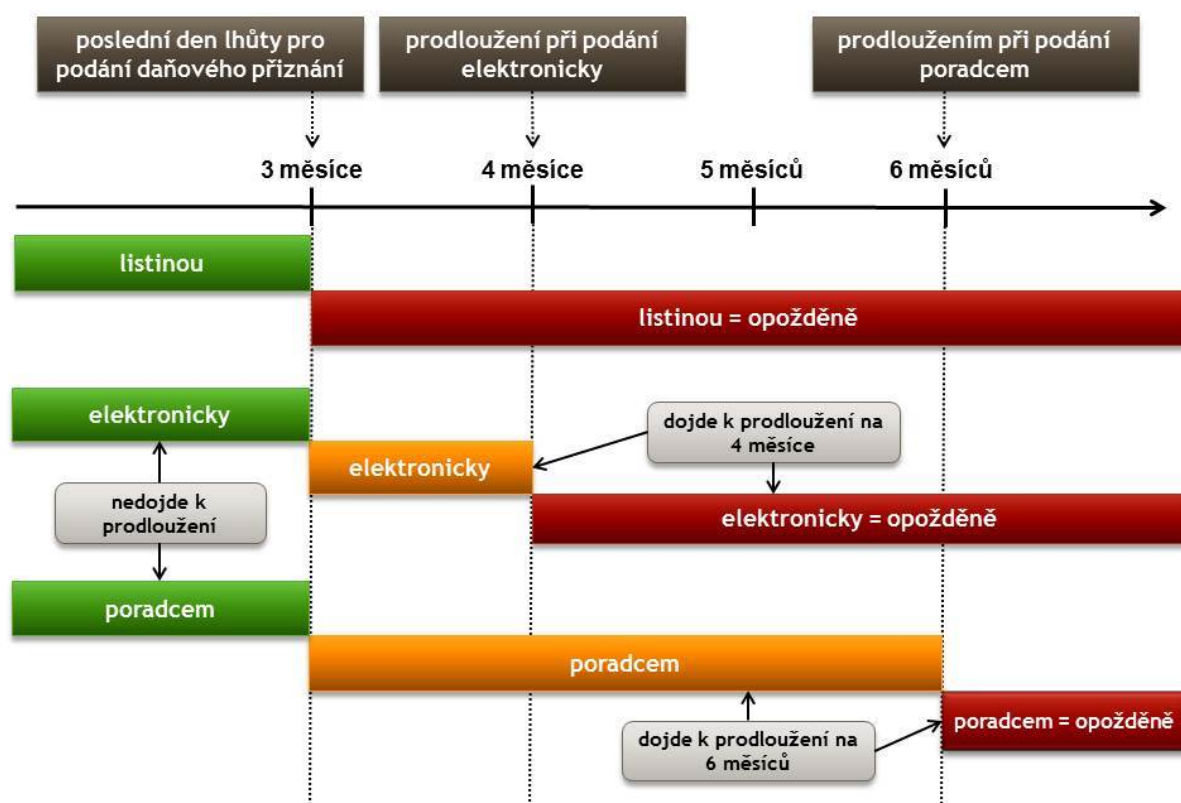 poslední den lhůty pro
podání daňového přiznání
prodloužení při podání
elektronicky
prodloužením při podání
poradcem
3 měsíce
4 měsíce
5 měsíců
6 měsíců
listinou
listinou = opožděně
elektronicky
elektronicky
dojde k prodloužení na
4 měsíce
nedojde k
prodloužení
elektronicky = opožděně
poradcem
poradcem
poradcem = opožděně
dojde k prodloužení na
6 měsíců